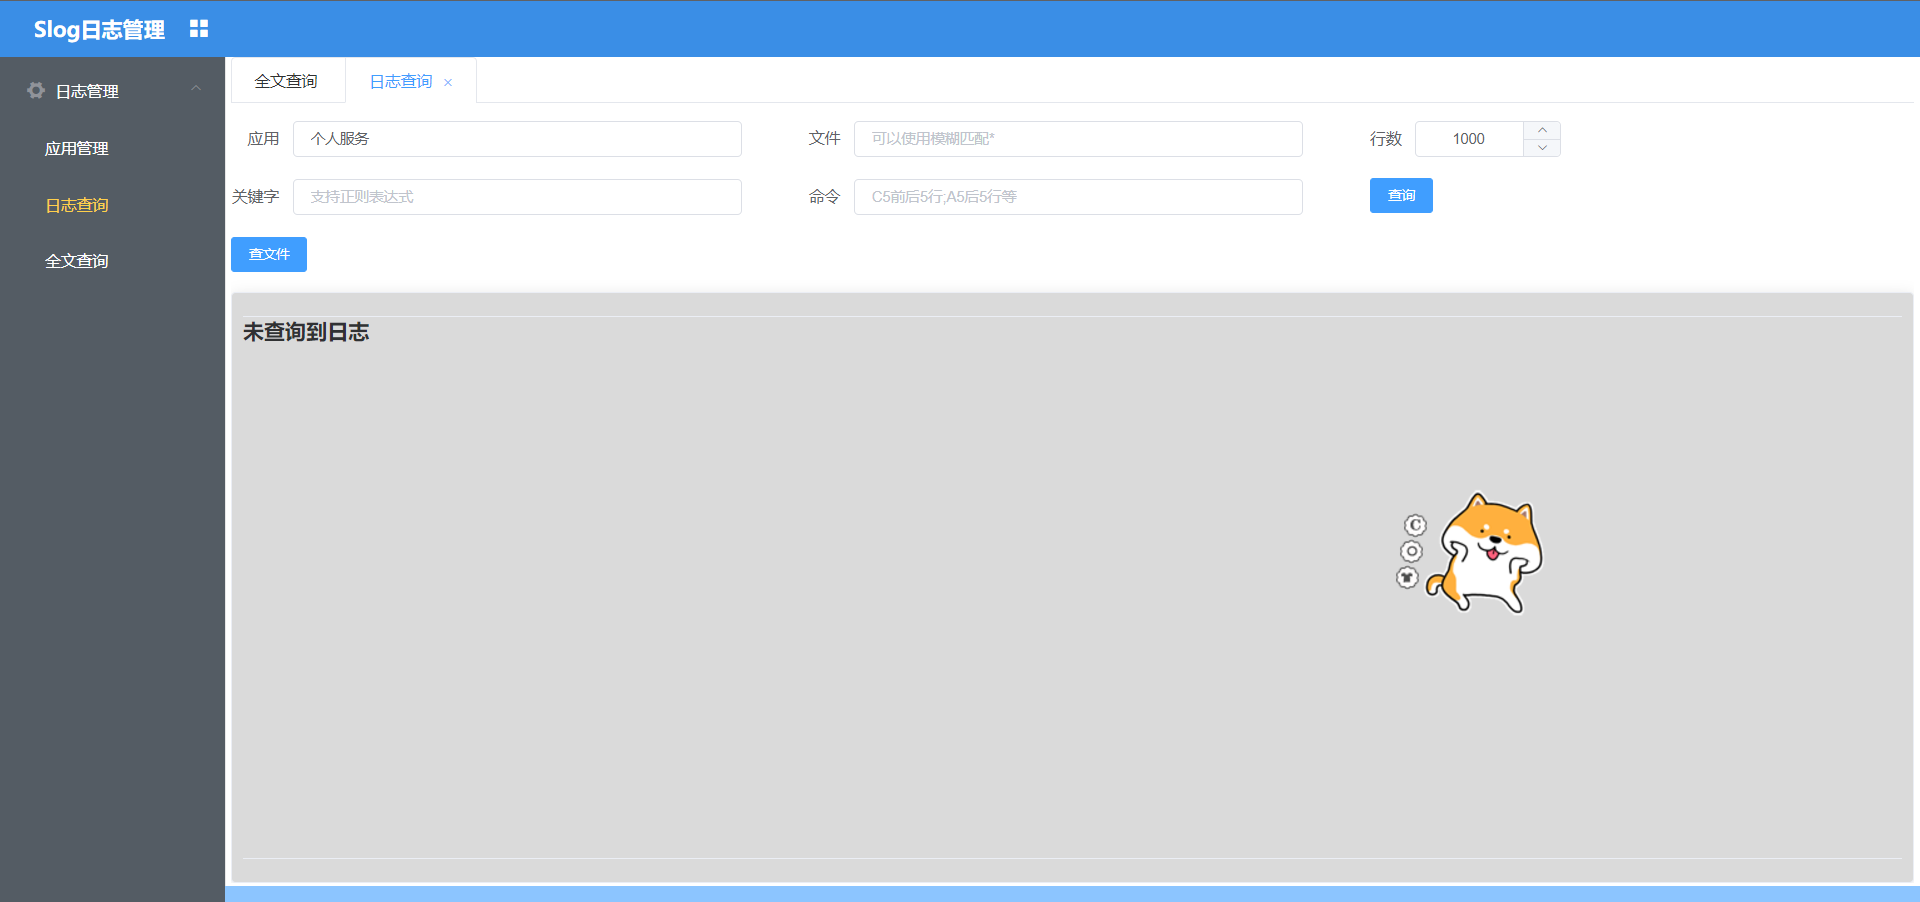 Slog日志管理
日志管理
应用管理
日志查询
全文查询
全文查询 日志查询
应用 个人服务 文件 可以使用模糊匹配* 行数 1000
关键字 支持正则表达式 命令 C5前后5行;A5后5行等 查询
查文件
未查询到日志
C